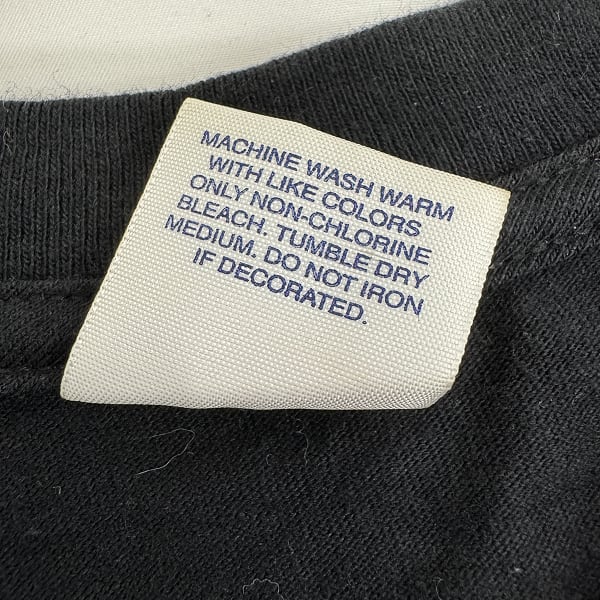 MACHINE WASH WARM
WITH LIKE COLORS
ONLY NON-CHLORINE
BLEACH. TUMBLE DRY
MEDIUM. DO NOT IRON
IF DECORATED.